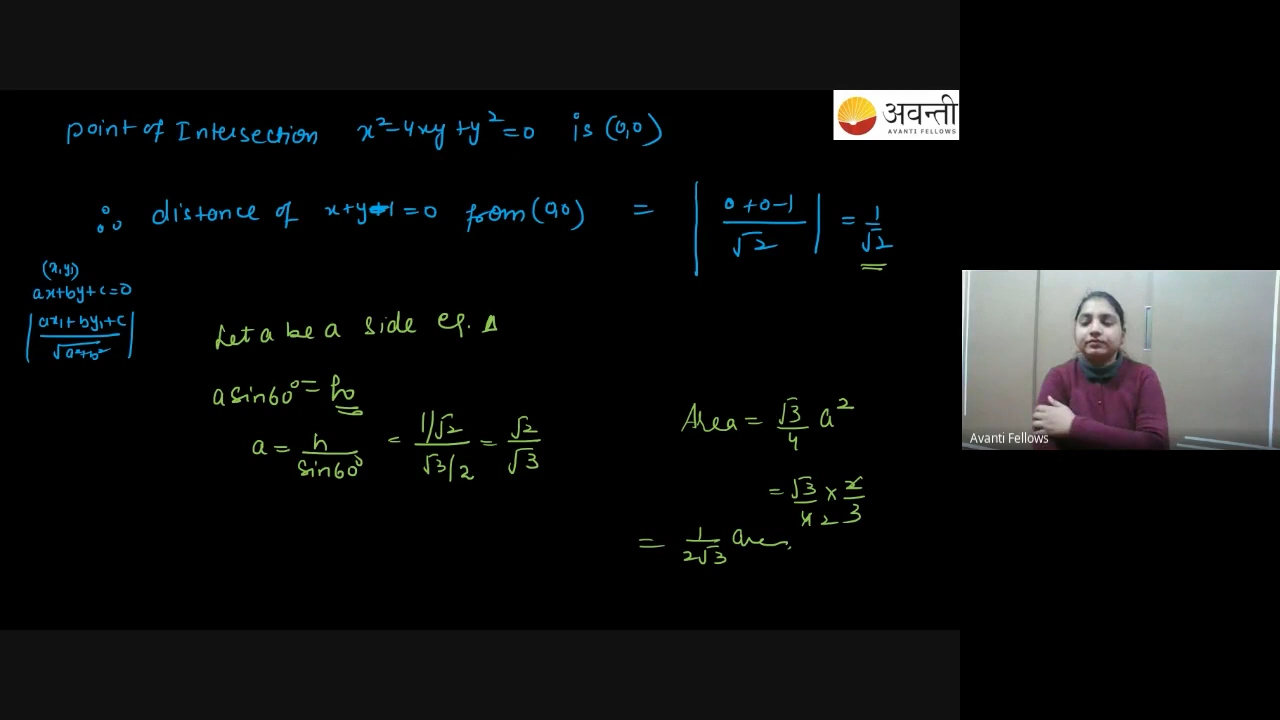 अवन्ती
AVANTI FELLOWS
point of Intersection x²-4xy+y²=0 is (0,0)
∴ distance of x+y-1=0 from (0,0) = |0+0-1/√2| = 1/√2
(x,y₁)
ax+by+c=0
|ax₁+by₁+c/√a²+b²|
Let a be a side eq. Δ
a sin60° = h
a = h/sin60° = 1/√2/√3/2 = √2/√3
Area = √3/4 a²
= √3/4 2 × 2/3
= 1/2√3 area.
Avanti Fellows